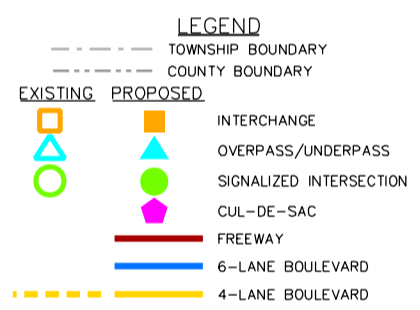 LEGEND
TOWNSHIP BOUNDARY
COUNTY BOUNDARY
EXISTING PROPOSED
INTERCHANGE
OVERPASS/UNDERPASS
SIGNALIZED INTERSECTION
CUL-DE-SAC
FREEWAY
6-LANE BOULEVARD
4-LANE BOULEVARD